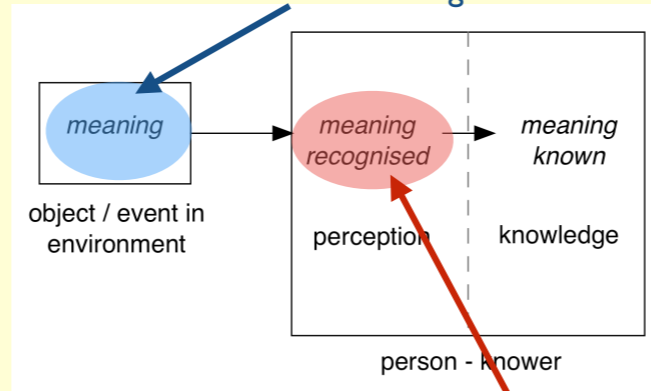 meaning
meaning
recognised
meaning
known
object / event in
environment
perception
knowledge
person - knower